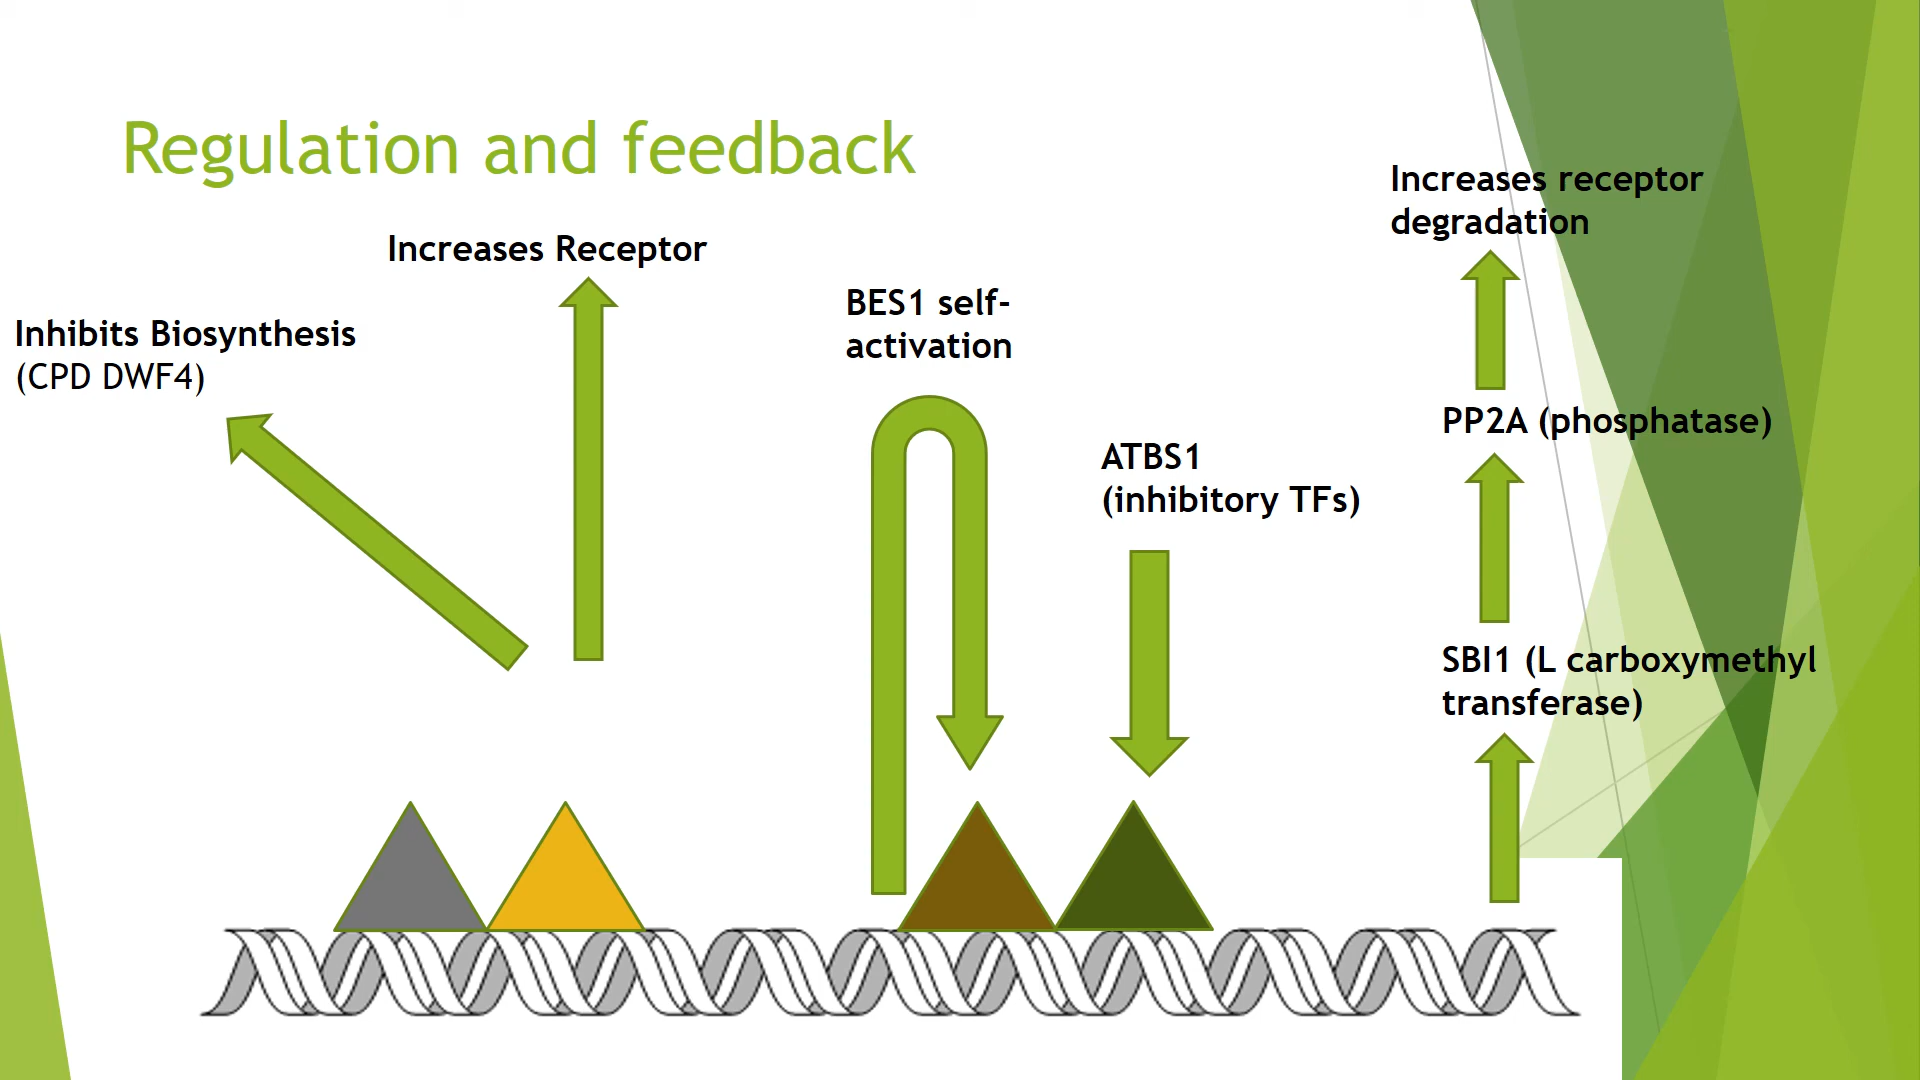 Regulation and feedback
Increases Receptor
Inhibits Biosynthesis
(CPD DWF4)
BES1 self-
activation
ATBS1
(inhibitory TFs)
Increases receptor
degradation
PP2A (phosphatase)
SBI1 (L carboxymethyl
transferase)